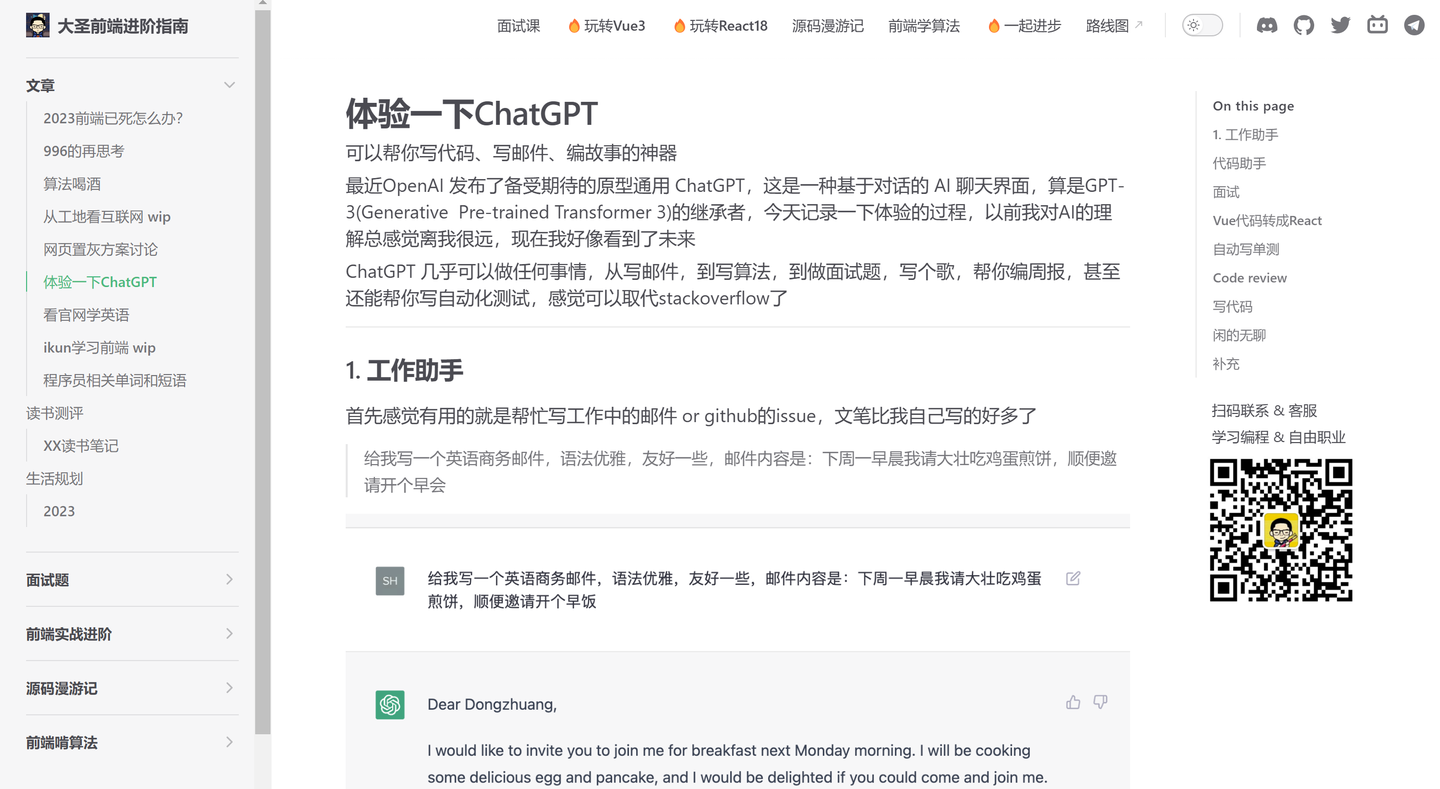 大圣前端进阶指南
面试课
玩转Vue3
玩转React18
源码漫游记
前端学算法
一起进步
路线图
文章
2023前端已死怎么办？
996的再思考
算法喝酒
从工地看互联网 wip
网页置灰方案讨论
体验一下ChatGPT
看官网学英语
ikun学习前端 wip
程序员相关单词和短语
读书测评
XX读书笔记
生活规划
2023
面试题
前端实战进阶
源码漫游记
前端啃算法
体验一下ChatGPT
可以帮你写代码、写邮件、编故事的神器
最近OpenAI 发布了备受期待的原型通用 ChatGPT，这是一种基于对话的 AI 聊天界面，算是GPT-
3(Generative Pre-trained Transformer 3)的继承者，今天记录一下体验的过程，以前我对AI的理
解总感觉离我很远，现在我好像看到了未来
ChatGPT 几乎可以做任何事情，从写邮件，到写算法，到做面试题，写个歌，帮你编周报，甚至
还能帮你写自动化测试，感觉可以取代stackoverflow了
1. 工作助手
首先感觉有用的就是帮忙写工作中的邮件 or github的issue，文笔比我自己写的好多了
给我写一个英语商务邮件，语法优雅，友好一些，邮件内容是：下周一早晨我请大壮吃鸡蛋煎饼，顺便邀
请开个早会
SH
给我写一个英语商务邮件，语法优雅，友好一些，邮件内容是：下周一早晨我请大壮吃鸡蛋
煎饼，顺便邀请开个早饭
Dear Dongzhuang,
I would like to invite you to join me for breakfast next Monday morning. I will be cooking
some delicious egg and pancake, and I would be delighted if you could come and join me.
On this page
1. 工作助手
代码助手
面试
Vue代码转成React
自动写单测
Code review
写代码
闲的无聊
补充
扫码联系 & 客服
学习编程 & 自由职业